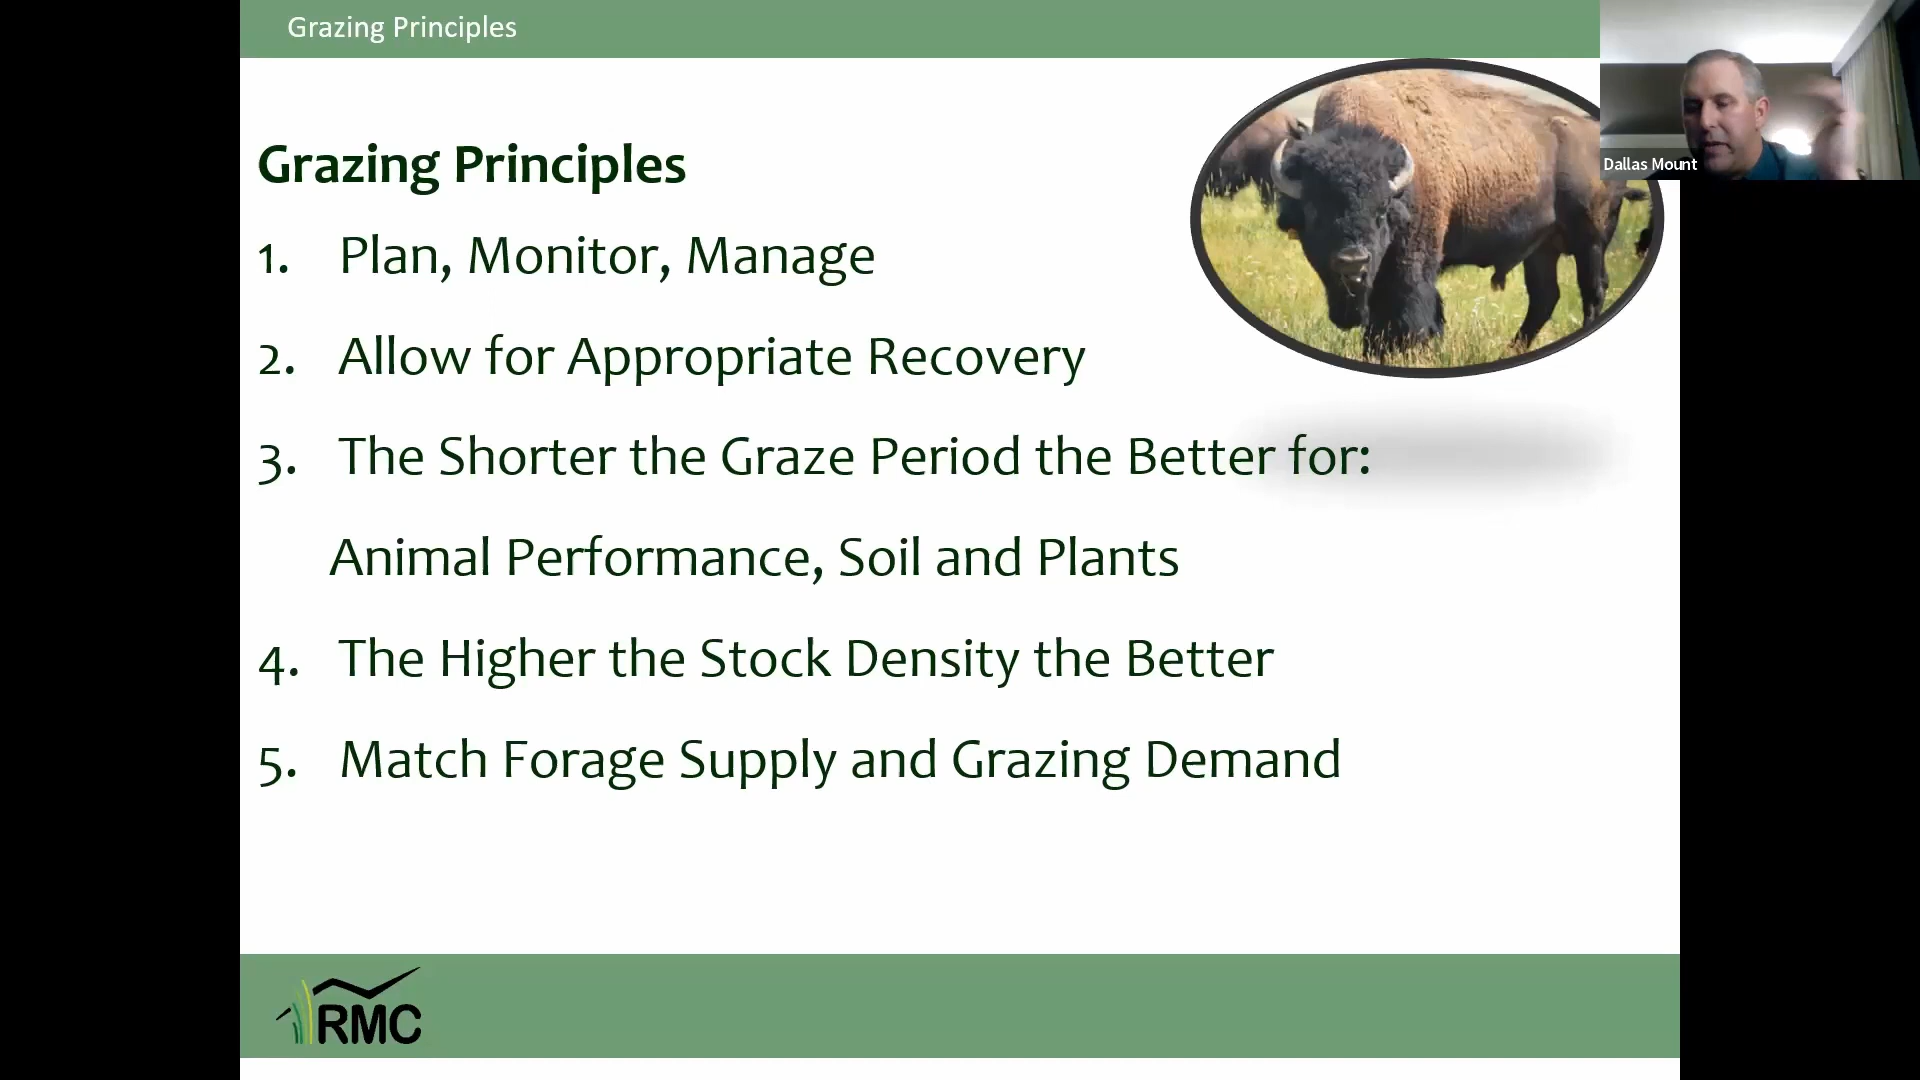 Grazing Principles
Dallas Mount
Grazing Principles
1. Plan, Monitor, Manage
2. Allow for Appropriate Recovery
3. The Shorter the Graze Period the Better for:
Animal Performance, Soil and Plants
4. The Higher the Stock Density the Better
5. Match Forage Supply and Grazing Demand
RMC